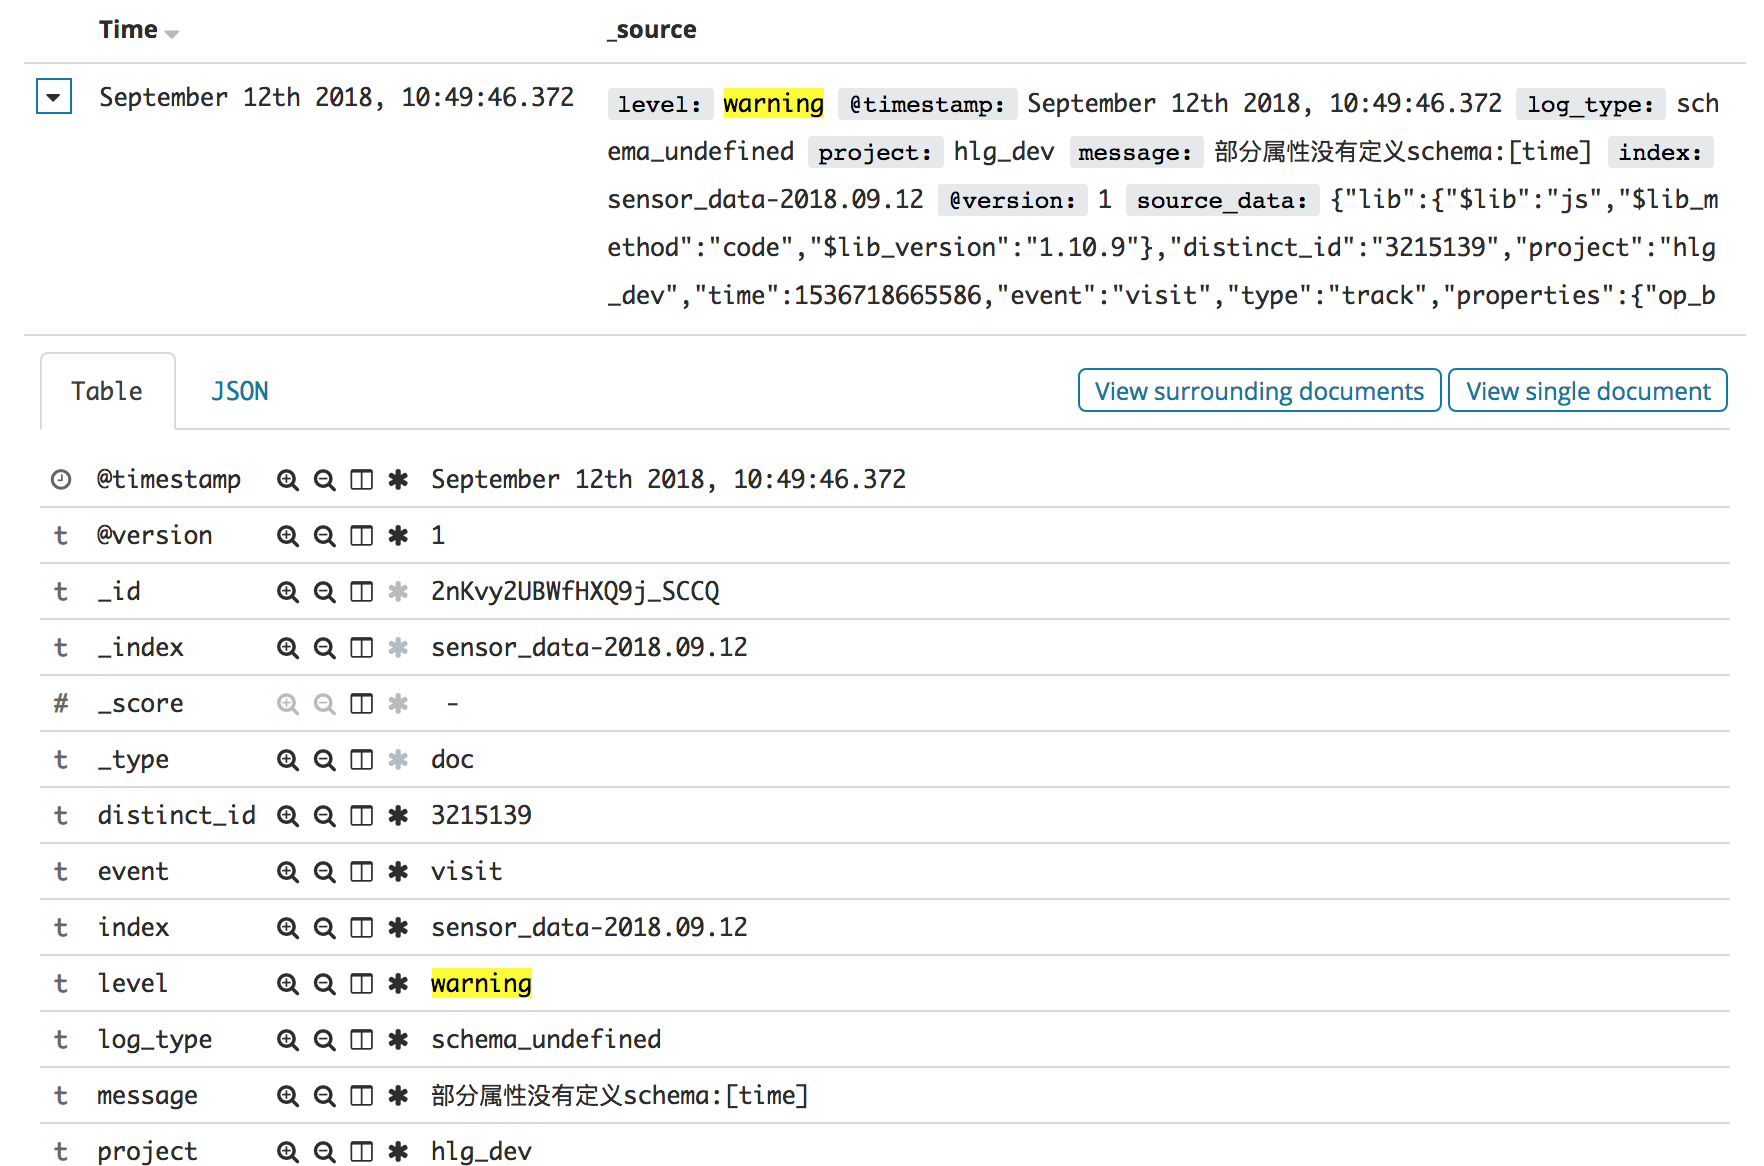 Time _source
September 12th 2018, 10:49:46.372 level: warning @timestamp: September 12th 2018, 10:49:46.372 log_type: sch
ema_undefined project: hlg_dev message: 部分属性没有定义schema:[time] index:
sensor_data-2018.09.12 @version: 1 source_data: {"lib":{"$lib":"js","$lib_m
ethod":"code","$lib_version":"1.10.9"},"distinct_id":"3215139","project":"hlg
_dev","time":1536718665586,"event":"visit","type":"track","properties":{"op_b
Table JSON View surrounding documents View single document
@timestamp September 12th 2018, 10:49:46.372
t @version 1
t _id 2nKvy2UBWfHXQ9j_SCCQ
t _index sensor_data-2018.09.12
# _score -
t _type doc
t distinct_id 3215139
t event visit
t index sensor_data-2018.09.12
t level warning
t log_type schema_undefined
t message 部分属性没有定义schema:[time]
t project hlg_dev